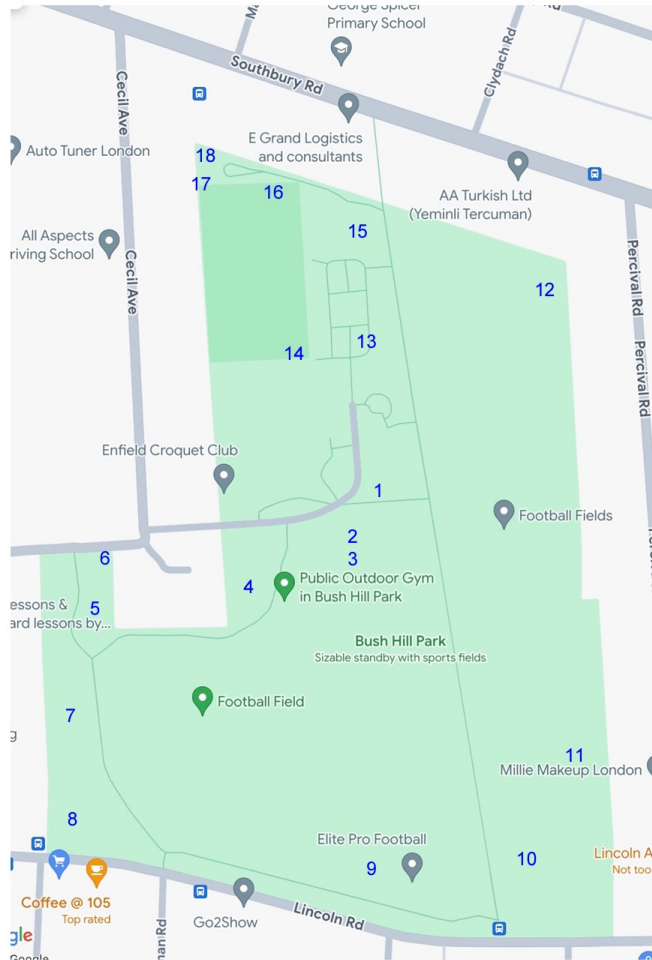 George Spicer
Primary School
Southbury Rd
Clydach Rd
Cecil Ave
E Grand Logistics
and consultants
Auto Tuner London
18
17
16
AA Turkish Ltd
(Yeminli Tercuman)
15
All Aspects
riving School
Cecil Ave
Percival Rd
12
13
14
Percival Rd
Enfield Croquet Club
1
Football Fields
2
3
6
4
Public Outdoor Gym
in Bush Hill Park
5
essons &
ard lessons by...
Bush Hill Park
Sizable standby with sports fields
Football Field
7
g
11
Millie Makeup London
8
Elite Pro Football
9
10
Lincoln A
Not too
Coffee @ 105
Top rated
Go2Show
Lincoln Rd
nan Rd
gle
Google